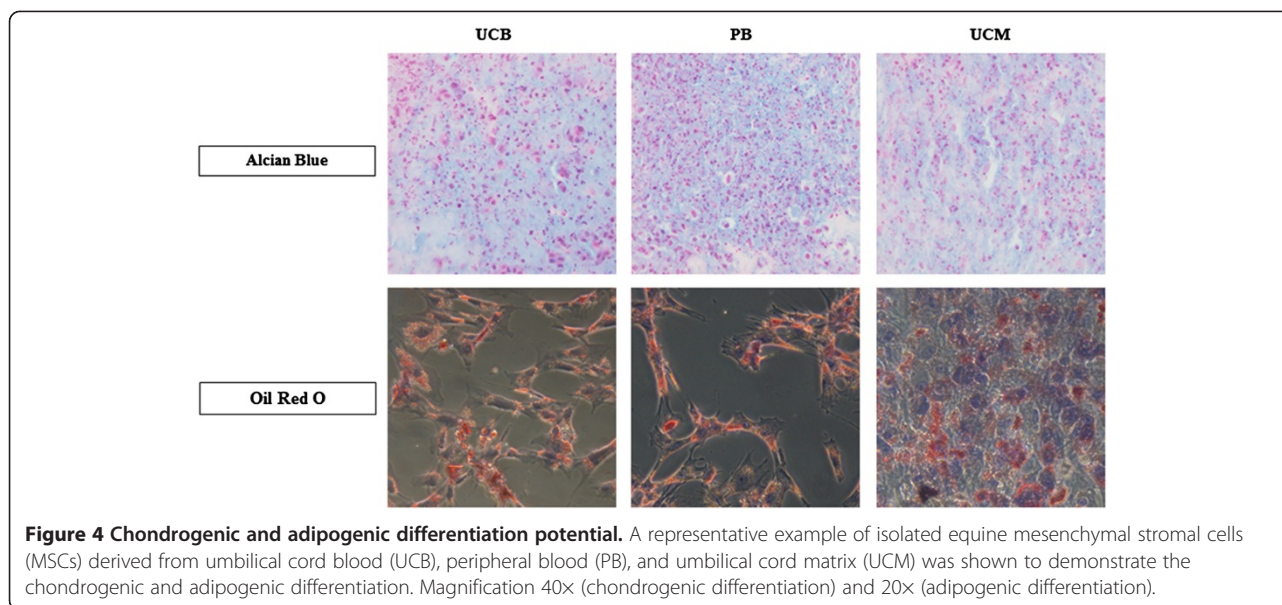 UCB PB UCM
Alcian Blue
Oil Red O
Figure 4 Chondrogenic and adipogenic differentiation potential. A representative example of isolated equine mesenchymal stromal cells
(MSCs) derived from umbilical cord blood (UCB), peripheral blood (PB), and umbilical cord matrix (UCM) was shown to demonstrate the
chondrogenic and adipogenic differentiation. Magnification 40× (chondrogenic differentiation) and 20× (adipogenic differentiation).